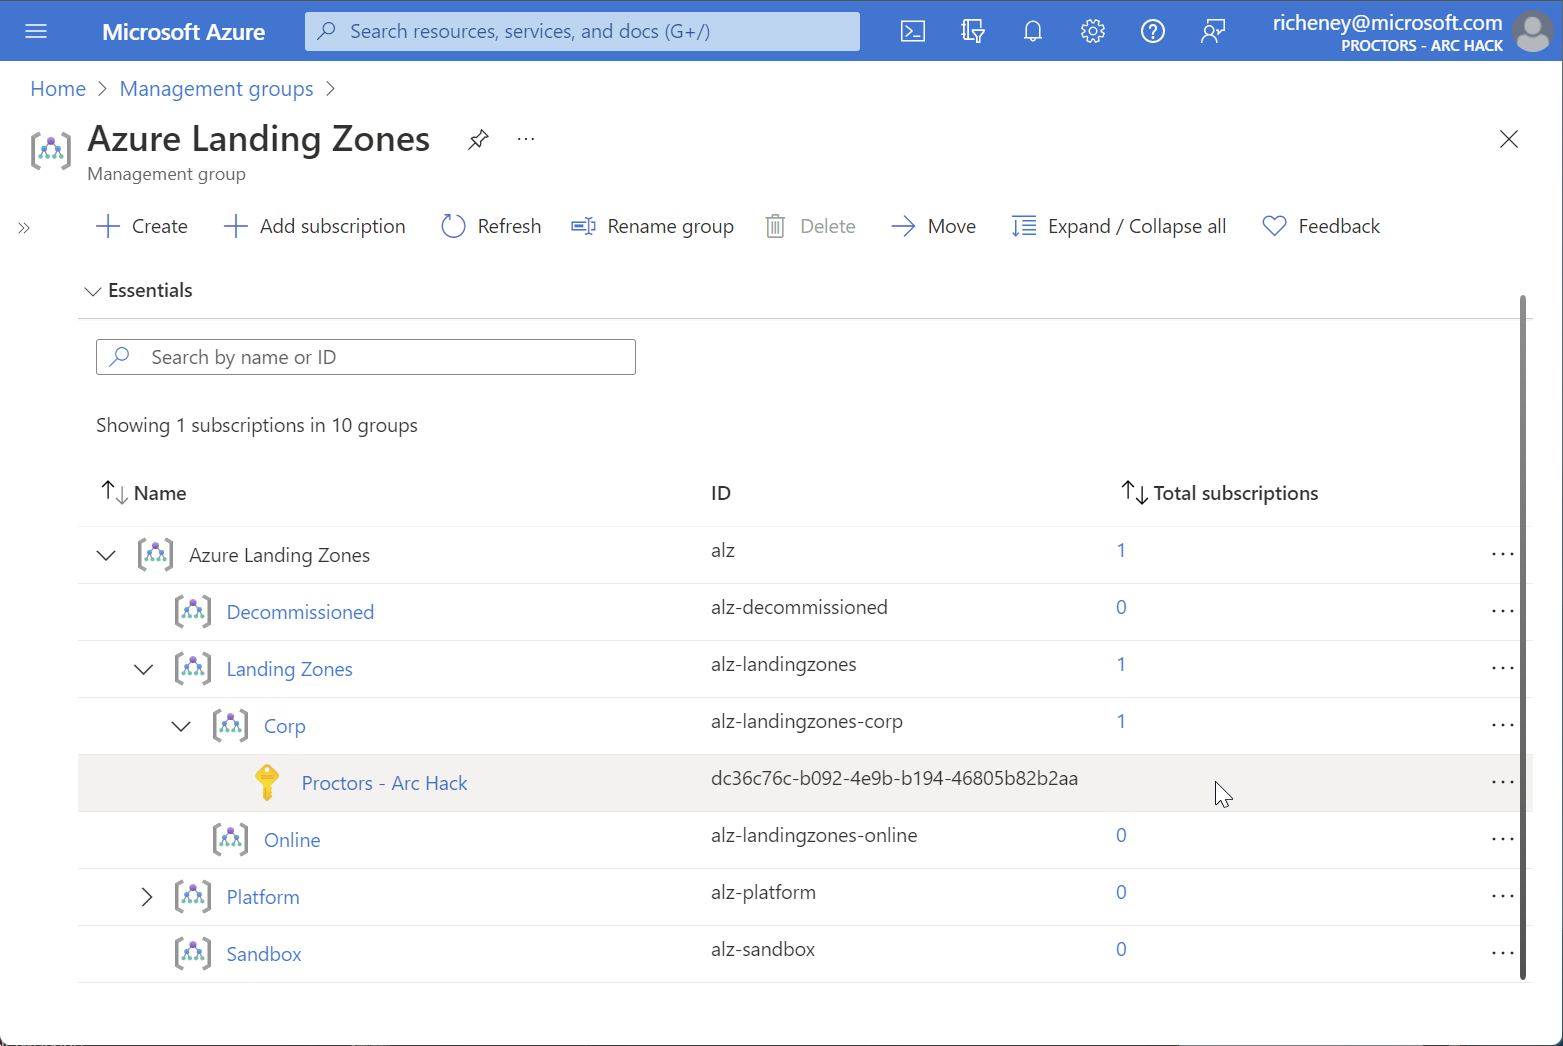 Microsoft Azure
Search resources, services, and docs (G+/)
richeney@microsoft.com
PROCTORS - ARC HACK
Home > Management groups >
Azure Landing Zones
Management group
Create Add subscription Refresh Rename group Delete Move Expand / Collapse all Feedback
Essentials
Search by name or ID
Showing 1 subscriptions in 10 groups
Name ID Total subscriptions
Azure Landing Zones alz 1
Decommissioned alz-decommissioned 0
Landing Zones alz-landingzones 1
Corp alz-landingzones-corp 1
Proctors - Arc Hack dc36c76c-b092-4e9b-b194-46805b82b2aa
Online alz-landingzones-online 0
Platform alz-platform 0
Sandbox alz-sandbox 0